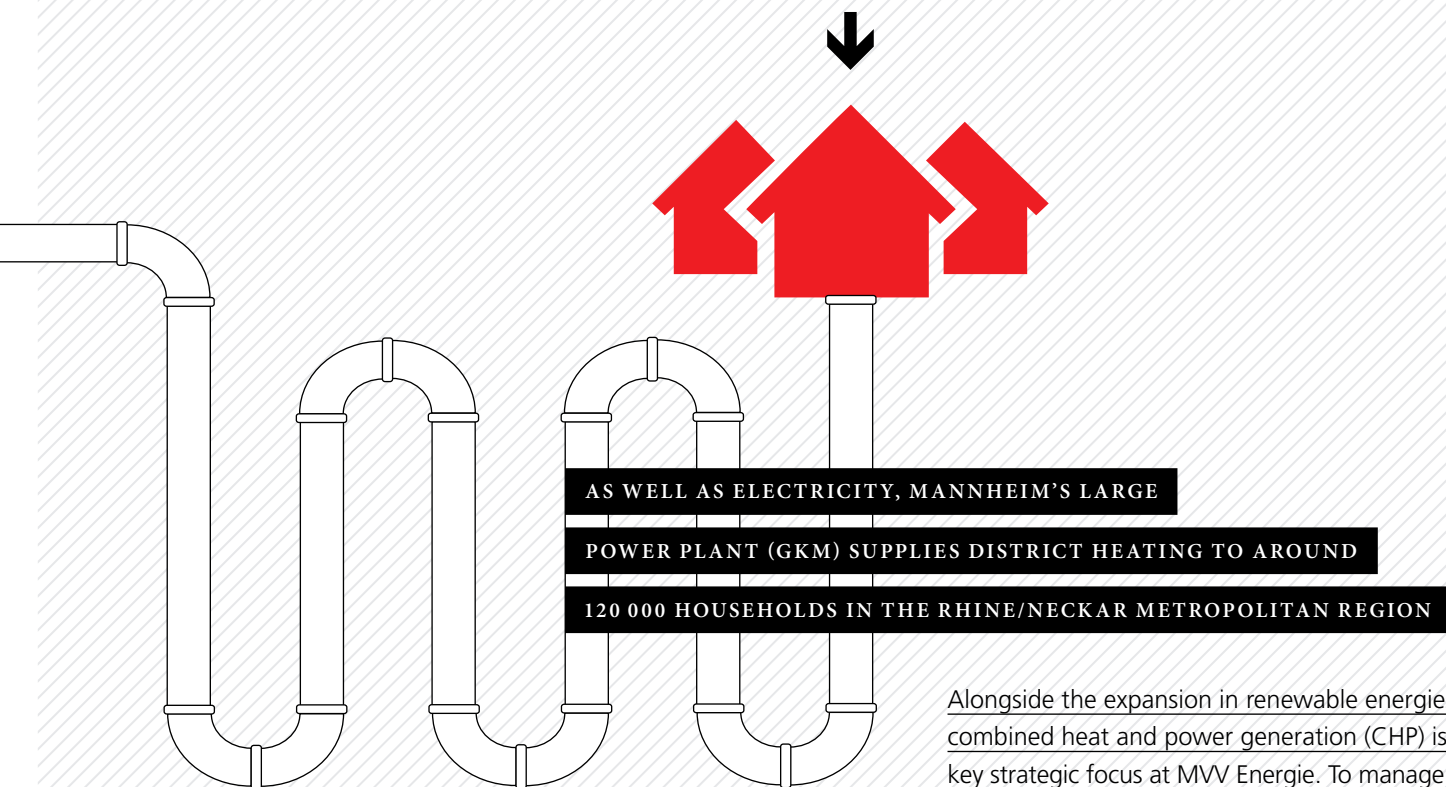 AS WELL AS ELECTRICITY, MANNHEIM'S LARGE
POWER PLANT (GKM) SUPPLIES DISTRICT HEATING TO AROUND
120 000 HOUSEHOLDS IN THE RHINE/NECKAR METROPOLITAN REGION
Alongside the expansion in renewable energie
combined heat and power generation (CHP) is
key strategic focus at MVV Energie. To manage